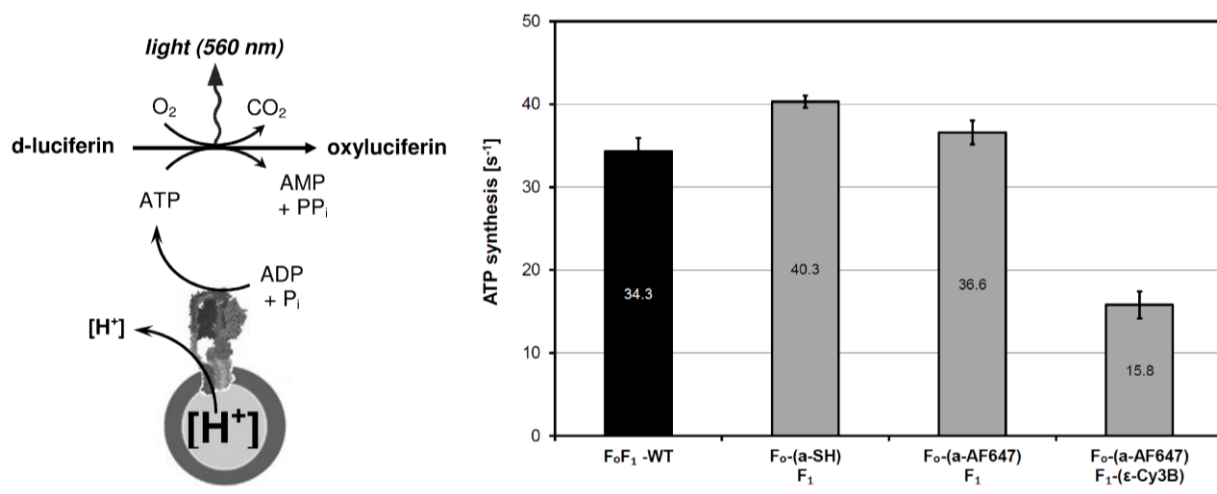 light (560 nm)
O₂ CO₂
d-luciferin oxyluciferin
ATP AMP
+ PPᵢ
ADP
+ Pᵢ
[H⁺]
[H⁺]
ATP synthesis [s⁻¹]
50
40
30
20
10
0
34.3
40.3
36.6
15.8
FₒF₁ -WT
Fₒ-(a-SH)
F₁
Fₒ-(a-AF647)
F₁
Fₒ-(a-AF647)
F₁-(ε-Cy3B)